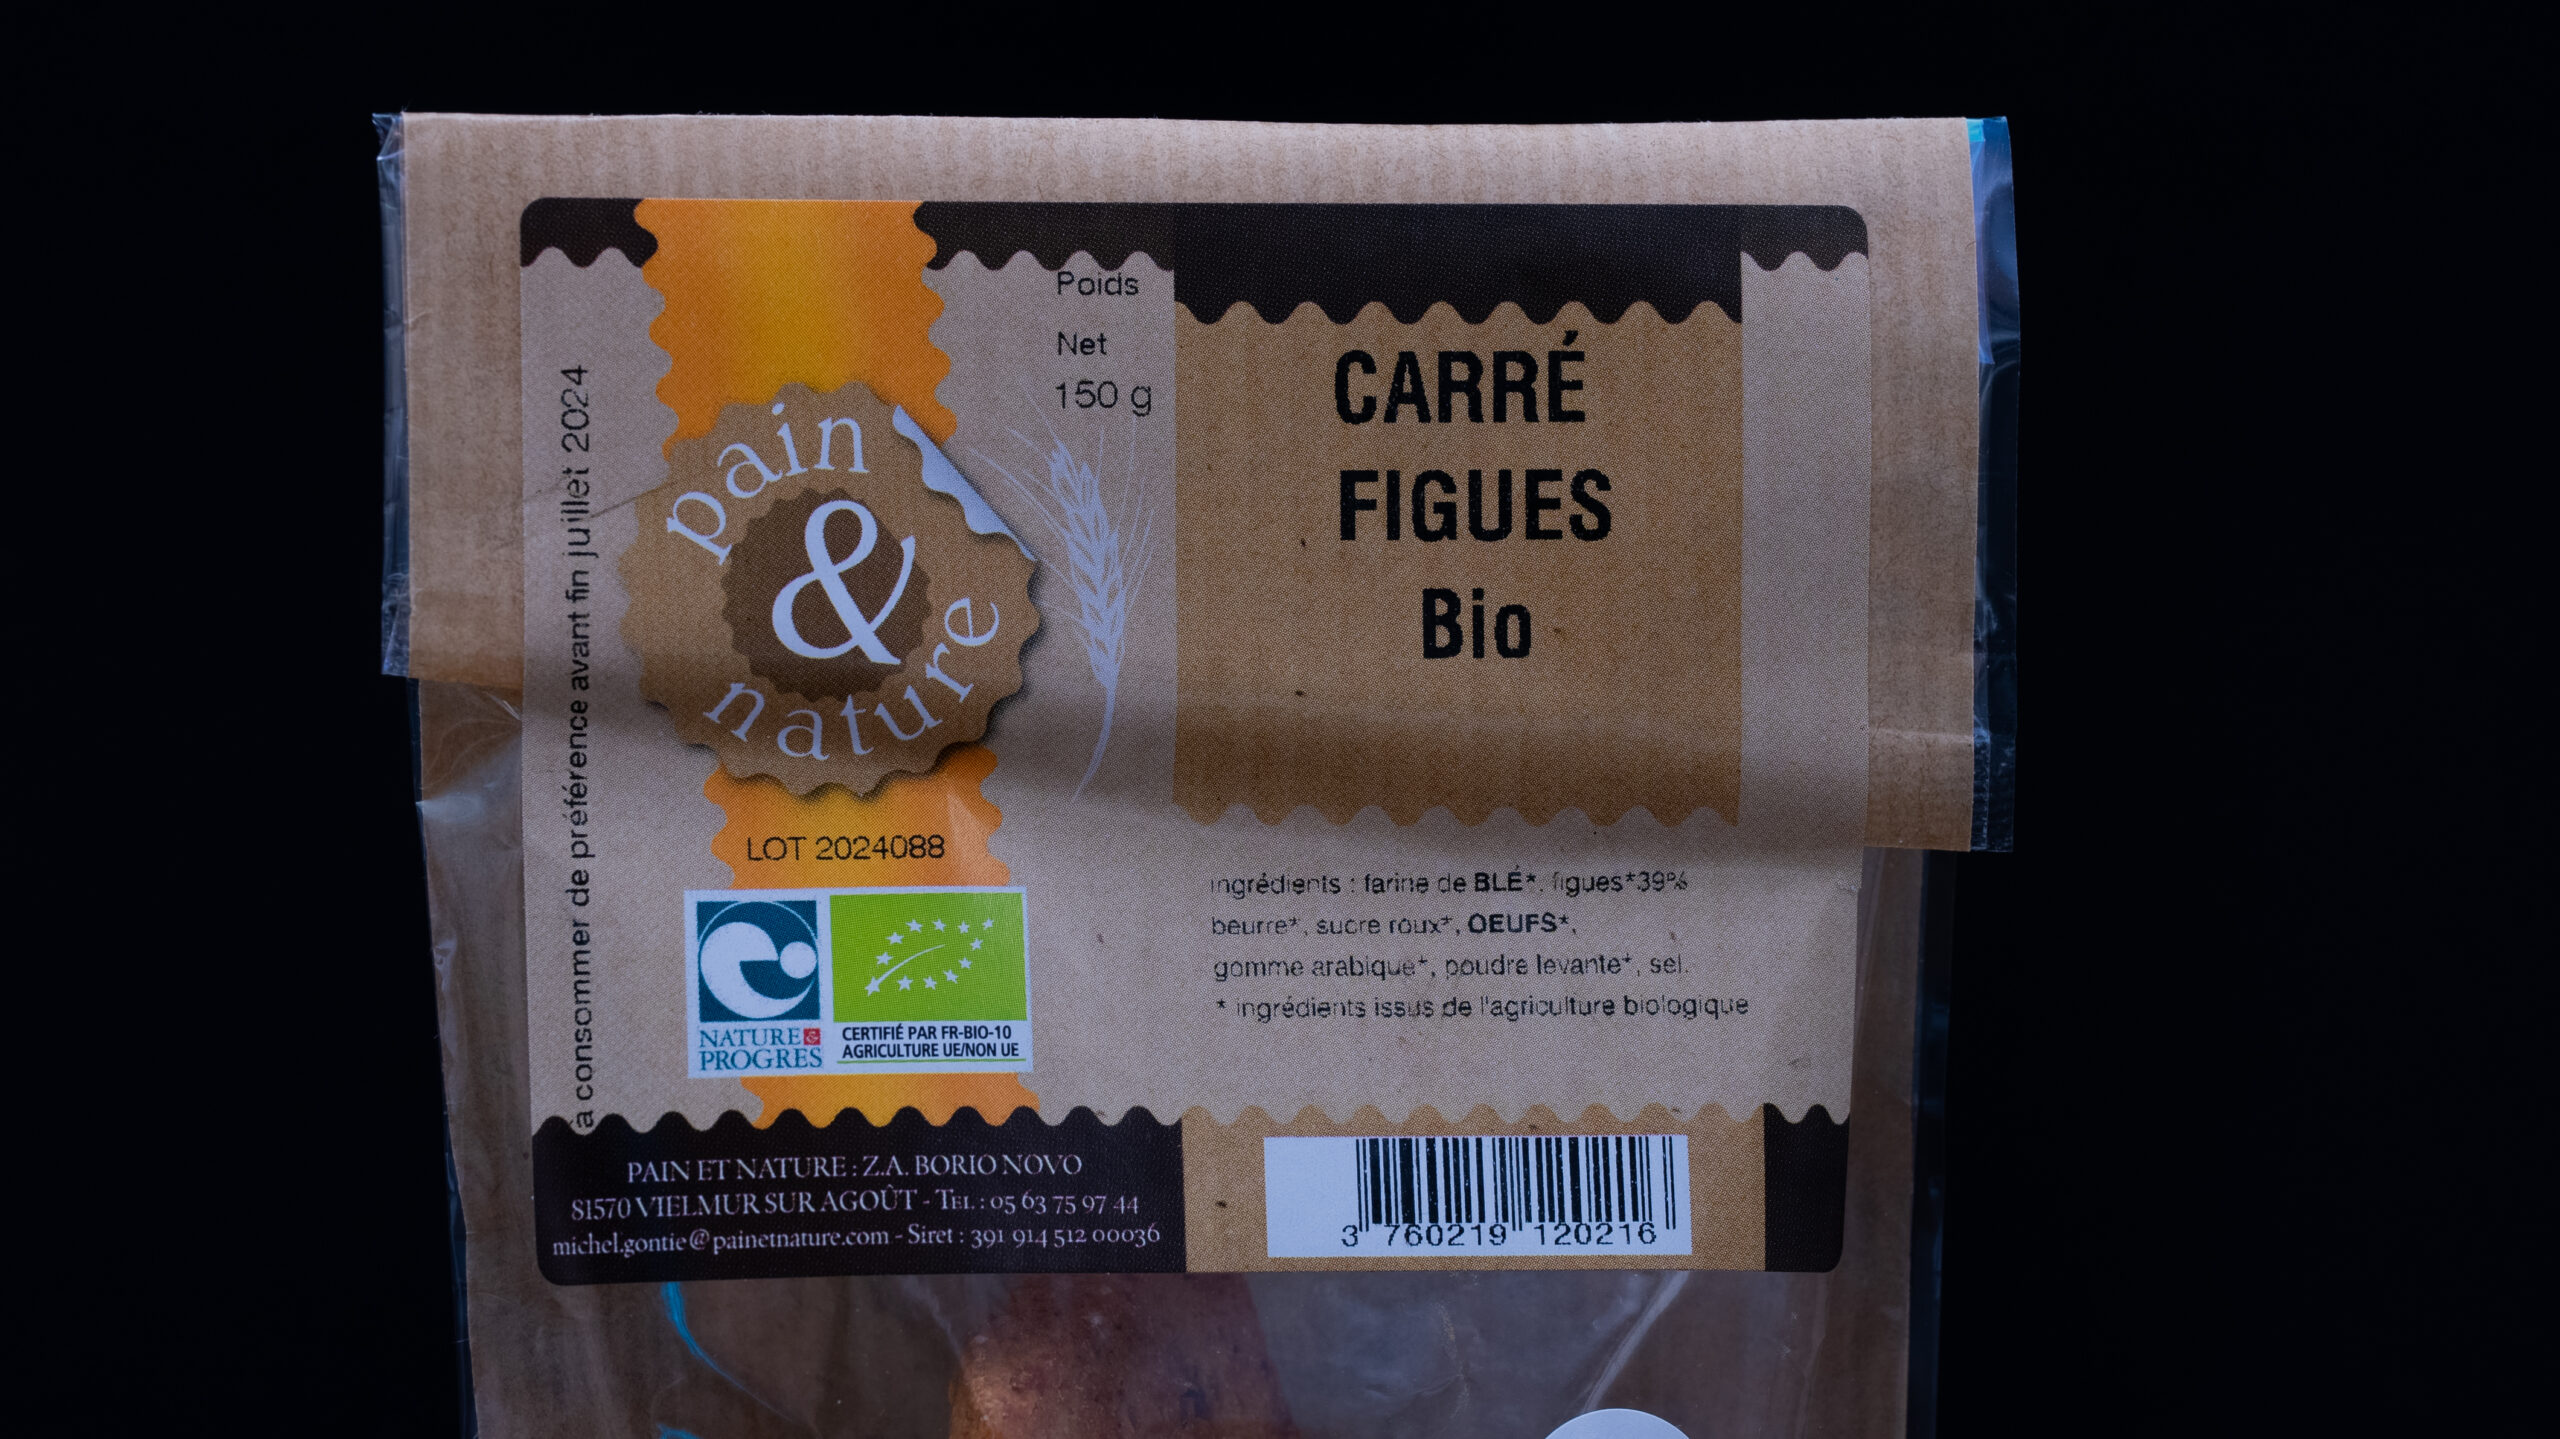 Poids
Net
150 g
CARRÉ
FIGUES
Bio
pain
&
nature
à consommer de préférence avant fin juillet 2024
LOT 2024088
NATURE & PROGRES
CERTIFIÉ PAR FR-BIO-10
AGRICULTURE UE/NON UE
ingrédients : farine de BLÉ*, figues*39%
beurre*, sucre roux*, OEUFS*,
gomme arabique*, poudre levante*, sel.
* ingrédients issus de l'agriculture biologique
PAIN ET NATURE : Z.A. BORIO NOVO
81570 VIELMUR SUR AGOÛT - TEL : 05 63 75 97 44
michel.gontie@painetnature.com - Siret : 391 914 512 00036
3 760219 120216